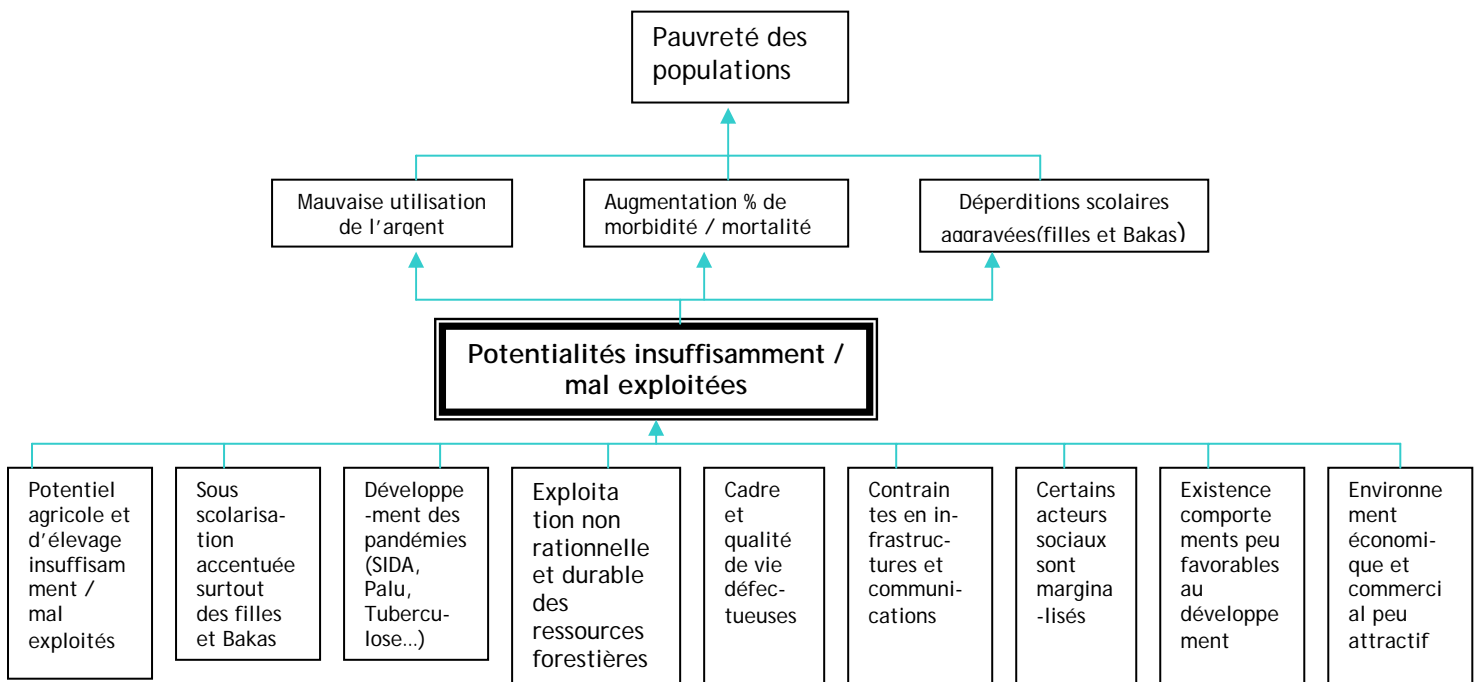 Pauvreté des
populations
Mauvaise utilisation
de l'argent
Augmentation % de
morbidité / mortalité
Déperditions scolaires
aggravées(filles et Bakas)
Potentialités insuffisamment /
mal exploitées
Potentiel
agricole et
d'élevage
insuffisam
ment /
mal
exploités
Sous
scolarisa-
tion
accentuée
surtout
des filles
et Bakas
Développe
-ment des
pandémies
(SIDA,
Palu,
Tubercu-
lose...)
Exploita
tion non
rationnelle
et durable
des
ressources
forestières
Cadre
et
qualité
de vie
défec-
tueuses
Contrain
tes en in-
frastruc-
tures et
communi-
cations
Certains
acteurs
sociaux
sont
margina
-lisés
Existence
comporte
ments peu
favorables
au
développe
ment
Environne
ment
économi-
que et
commerci
al peu
attractif